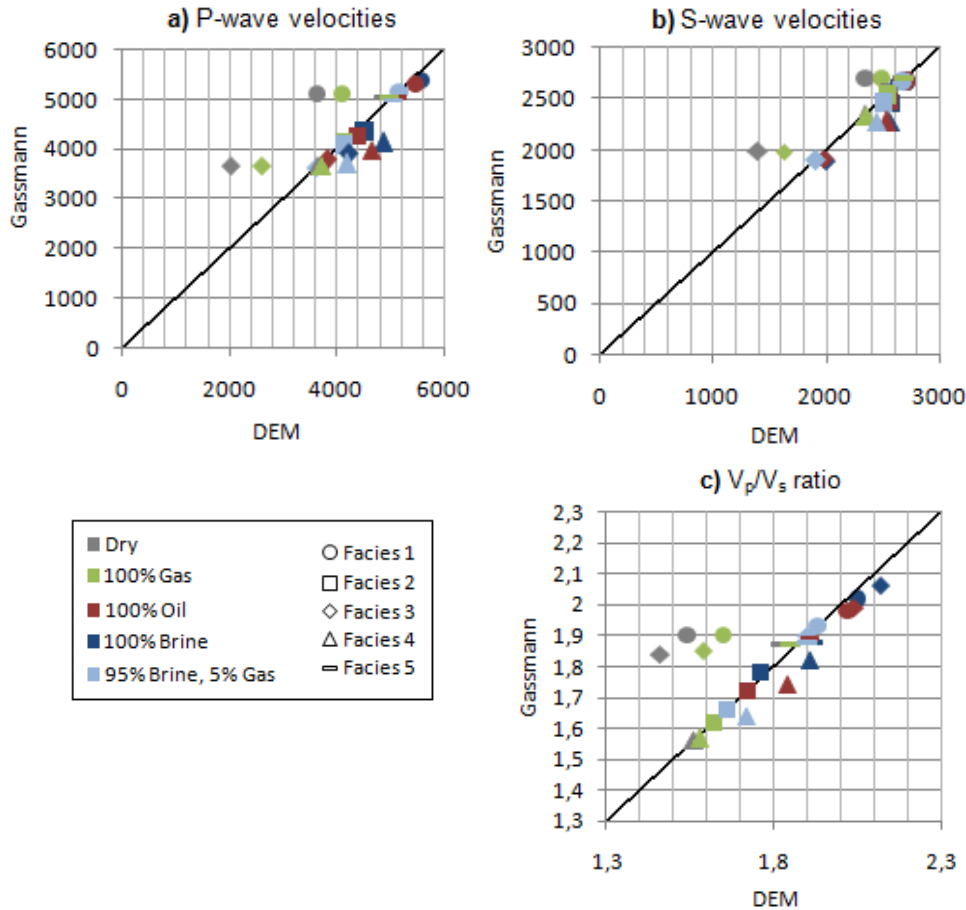 a) P-wave velocities
6000
5000
4000
3000
2000
1000
0
Gassmann
0 2000 4000 6000
DEM
b) S-wave velocities
3000
2500
2000
1500
1000
500
0
Gassmann
0 1000 2000 3000
DEM
Dry
100% Gas
100% Oil
100% Brine
95% Brine, 5% Gas
Facies 1
Facies 2
Facies 3
Facies 4
Facies 5
c) Vp/Vs ratio
2,3
2,2
2,1
2
1,9
1,8
1,7
1,6
1,5
1,4
1,3
Gassmann
1,3 1,8 2,3
DEM